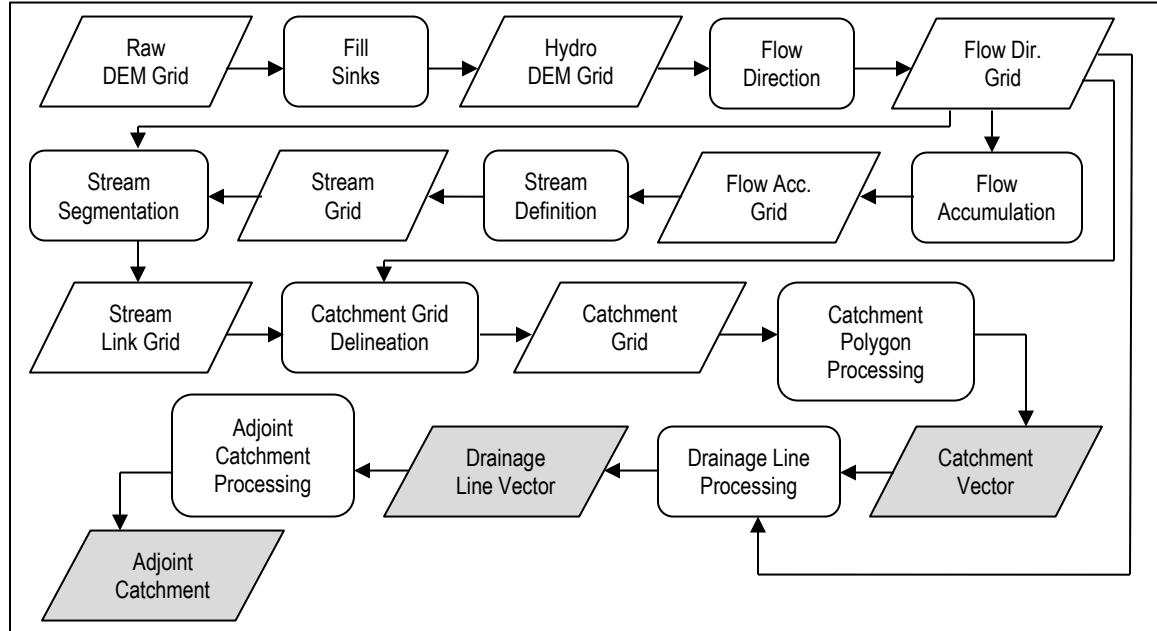 Raw
DEM Grid
Fill
Sinks
Hydro
DEM Grid
Flow
Direction
Flow Dir.
Grid
Stream
Segmentation
Stream
Grid
Stream
Definition
Flow Acc.
Grid
Flow
Accumulation
Stream
Link Grid
Catchment Grid
Delineation
Catchment
Grid
Catchment
Polygon
Processing
Adjoint
Catchment
Processing
Drainage
Line Vector
Drainage Line
Processing
Catchment
Vector
Adjoint
Catchment